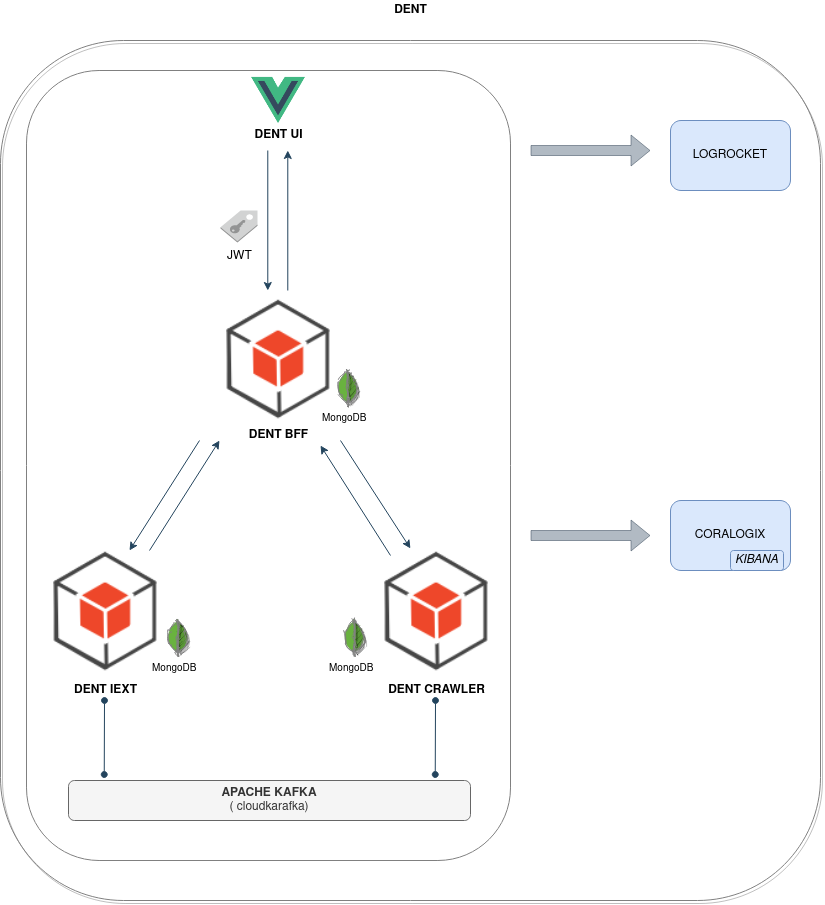 DENT
DENT UI
LOGROCKET
JWT
MongoDB
DENT BFF
CORALOGIX
KIBANA
MongoDB
MongoDB
DENT IEXT
DENT CRAWLER
APACHE KAFKA
( cloudkarafka)